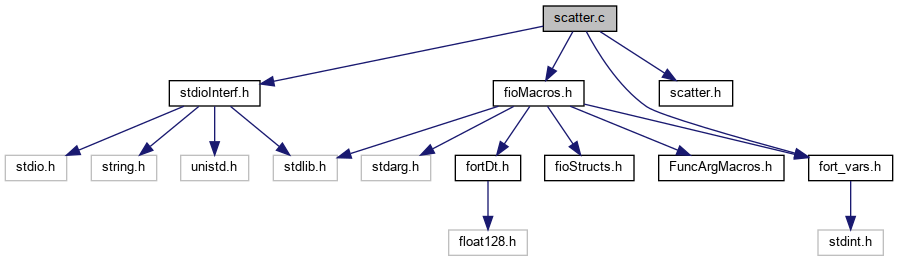 scatter.c
stdioInterf.h
fioMacros.h
scatter.h
stdio.h
string.h
unistd.h
stdlib.h
stdarg.h
fortDt.h
fioStructs.h
FuncArgMacros.h
fort_vars.h
float128.h
stdint.h